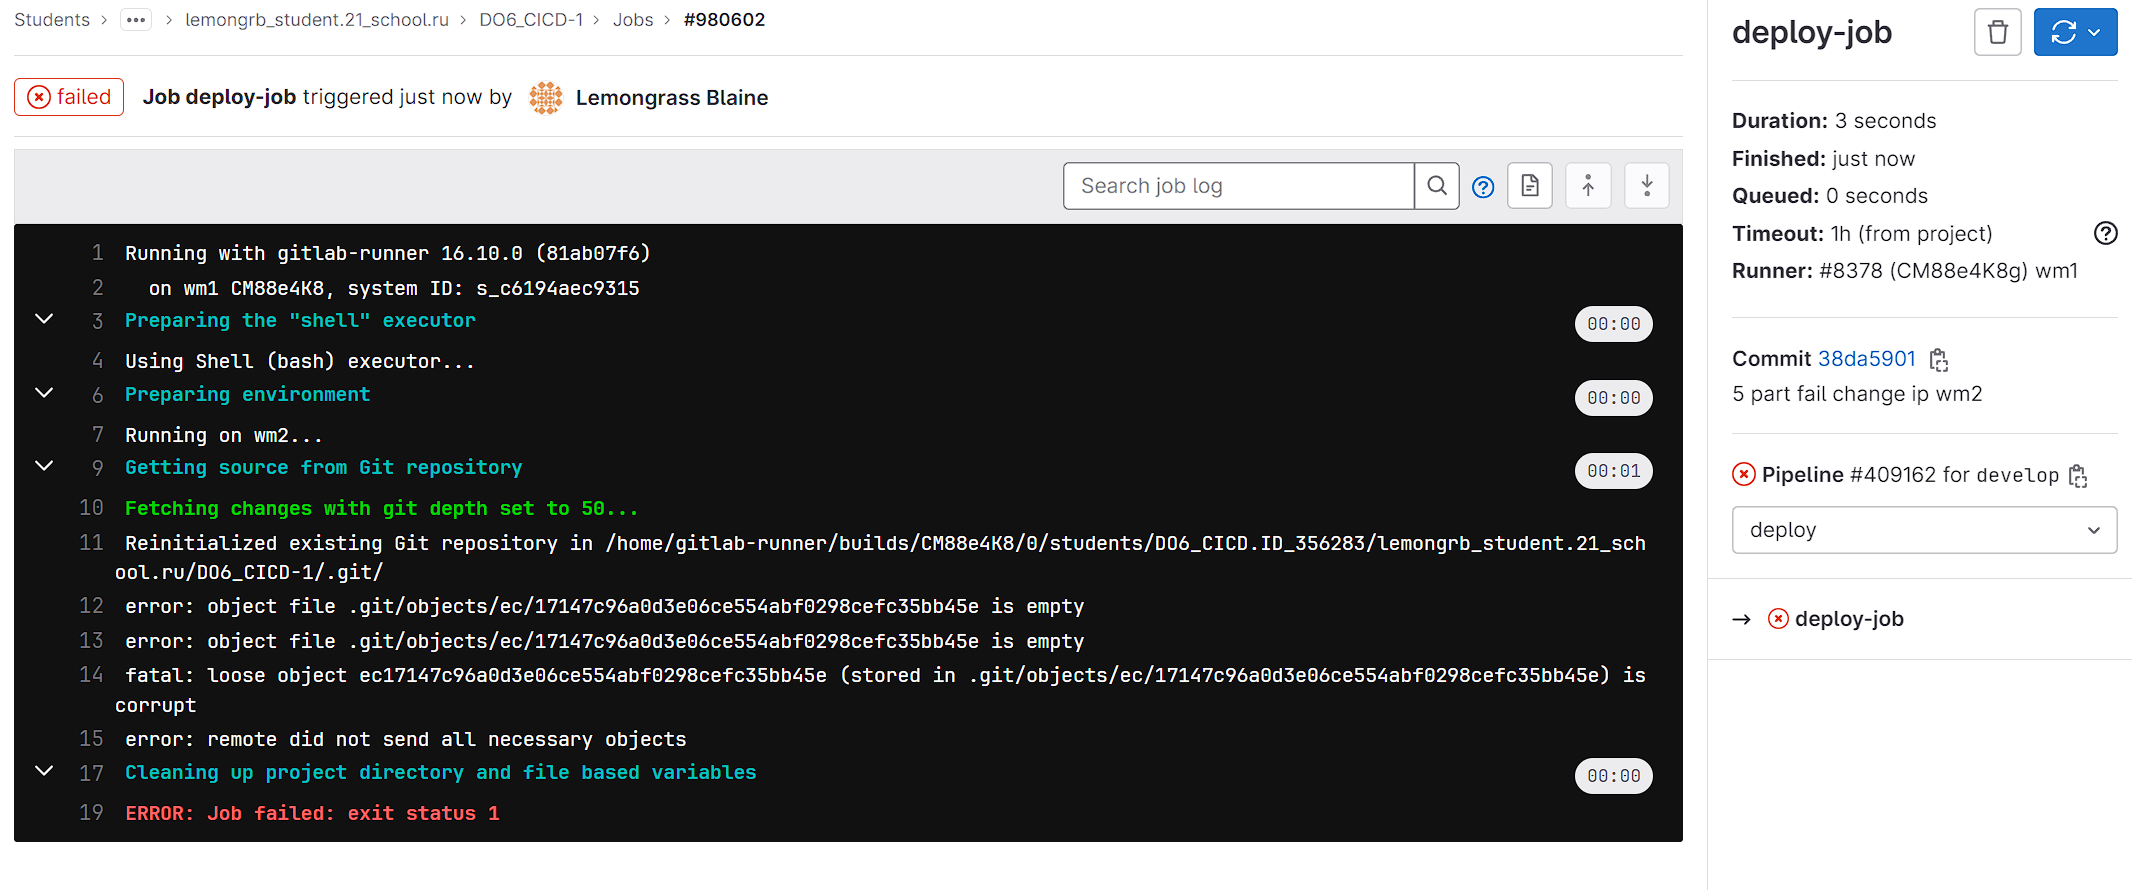 Students > ••• > lemongrb_student.21_school.ru > DO6_CICD-1 > Jobs > #980602
failed Job deploy-job triggered just now by Lemongrass Blaine
Search job log
1 Running with gitlab-runner 16.10.0 (81ab07f6)
2 on wm1 CM88e4K8, system ID: s_c6194aec9315
3 Preparing the "shell" executor 00:00
4 Using Shell (bash) executor...
6 Preparing environment 00:00
7 Running on wm2...
9 Getting source from Git repository 00:01
10 Fetching changes with git depth set to 50...
11 Reinitialized existing Git repository in /home/gitlab-runner/builds/CM88e4K8/0/students/DO6_CICD.ID_356283/lemongrb_student.21_sch
ool.ru/DO6_CICD-1/.git/
12 error: object file .git/objects/ec/17147c96a0d3e06ce554abf0298cefc35bb45e is empty
13 error: object file .git/objects/ec/17147c96a0d3e06ce554abf0298cefc35bb45e is empty
14 fatal: loose object ec17147c96a0d3e06ce554abf0298cefc35bb45e (stored in .git/objects/ec/17147c96a0d3e06ce554abf0298cefc35bb45e) is
corrupt
15 error: remote did not send all necessary objects
17 Cleaning up project directory and file based variables 00:00
19 ERROR: Job failed: exit status 1
deploy-job
Duration: 3 seconds
Finished: just now
Queued: 0 seconds
Timeout: 1h (from project)
Runner: #8378 (CM88e4K8g) wm1
Commit 38da5901
5 part fail change ip wm2
Pipeline #409162 for develop
deploy
→ deploy-job